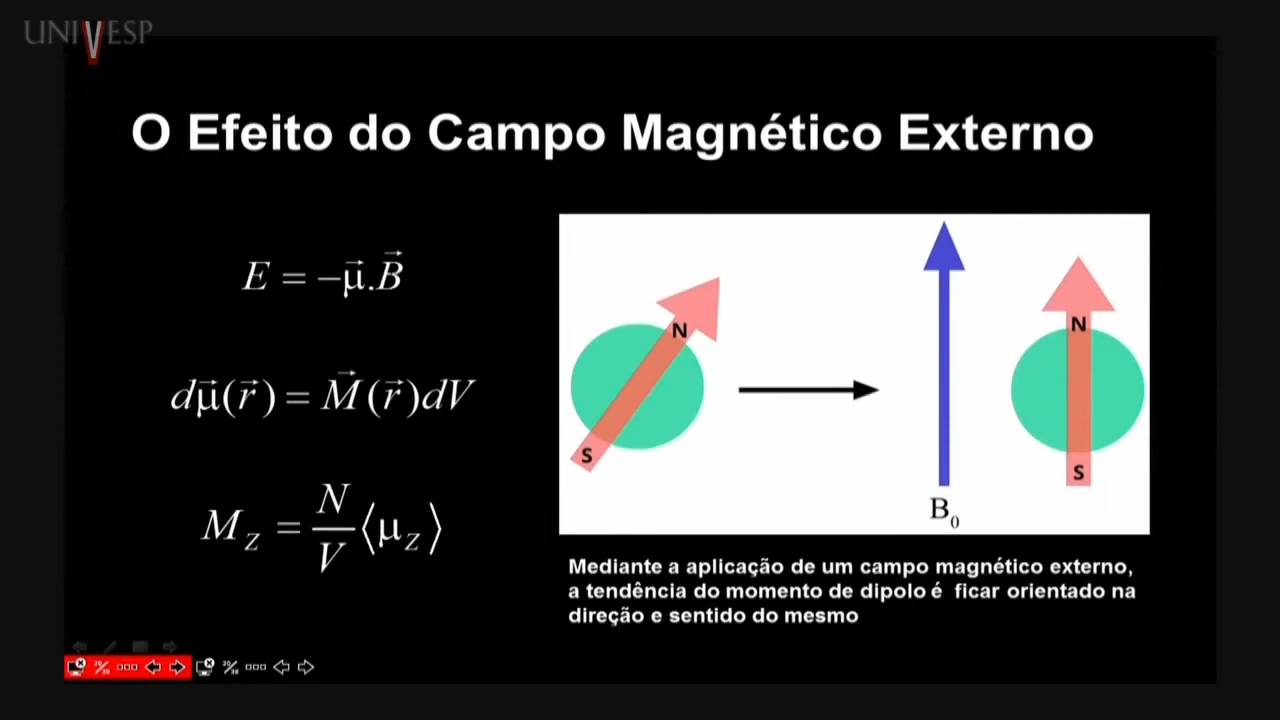 UNIVESP
O Efeito do Campo Magnético Externo
E = −μ⃗.B⃗
dμ⃗(r⃗) = M⃗(r⃗)dV
M_Z = N/V ⟨μ_Z⟩
N
S
B₀
N
S
Mediante a aplicação de um campo magnético externo,
a tendência do momento de dipolo é ficar orientado na
direção e sentido do mesmo